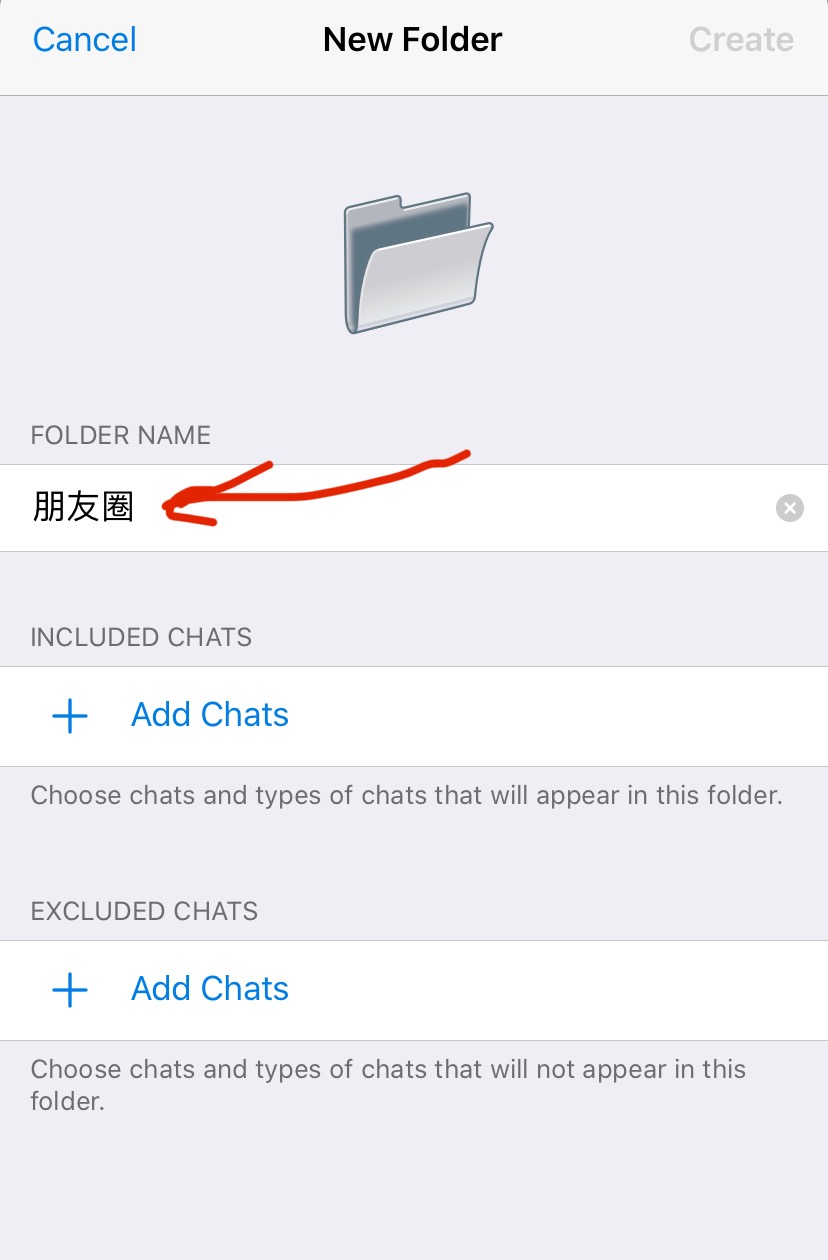 Cancel New Folder Create
FOLDER NAME
朋友圈
INCLUDED CHATS
Add Chats
Choose chats and types of chats that will appear in this folder.
EXCLUDED CHATS
Add Chats
Choose chats and types of chats that will not appear in this
folder.